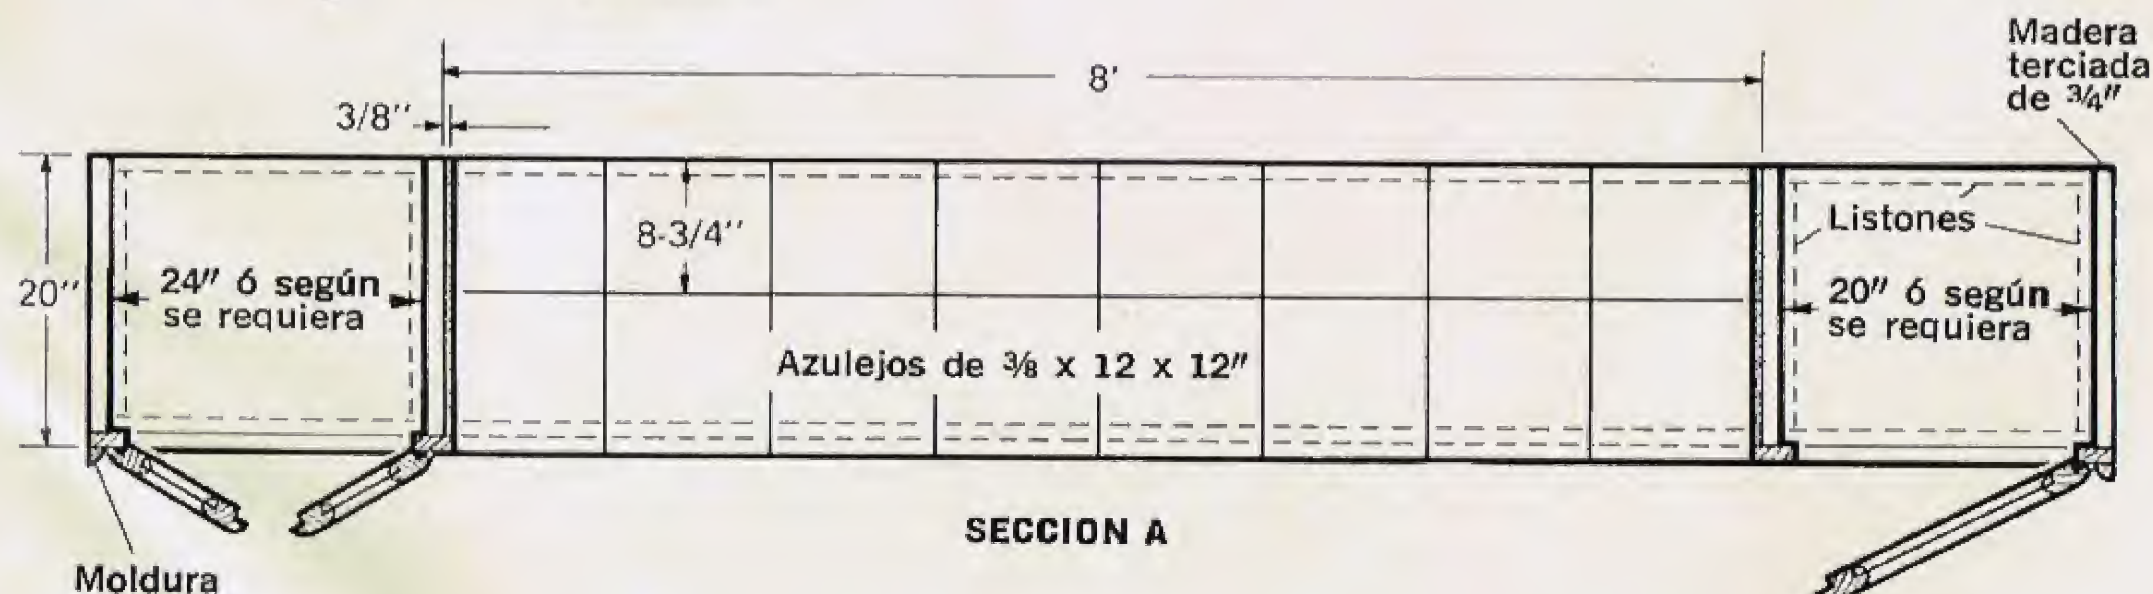 Madera
terciada
de ¾"
8'
3/8"
8-3/4"
20"
24" ó según
se requiera
Listones
20" ó según
se requiera
Azulejos de ⅜ x 12 x 12"
SECCION A
Moldura